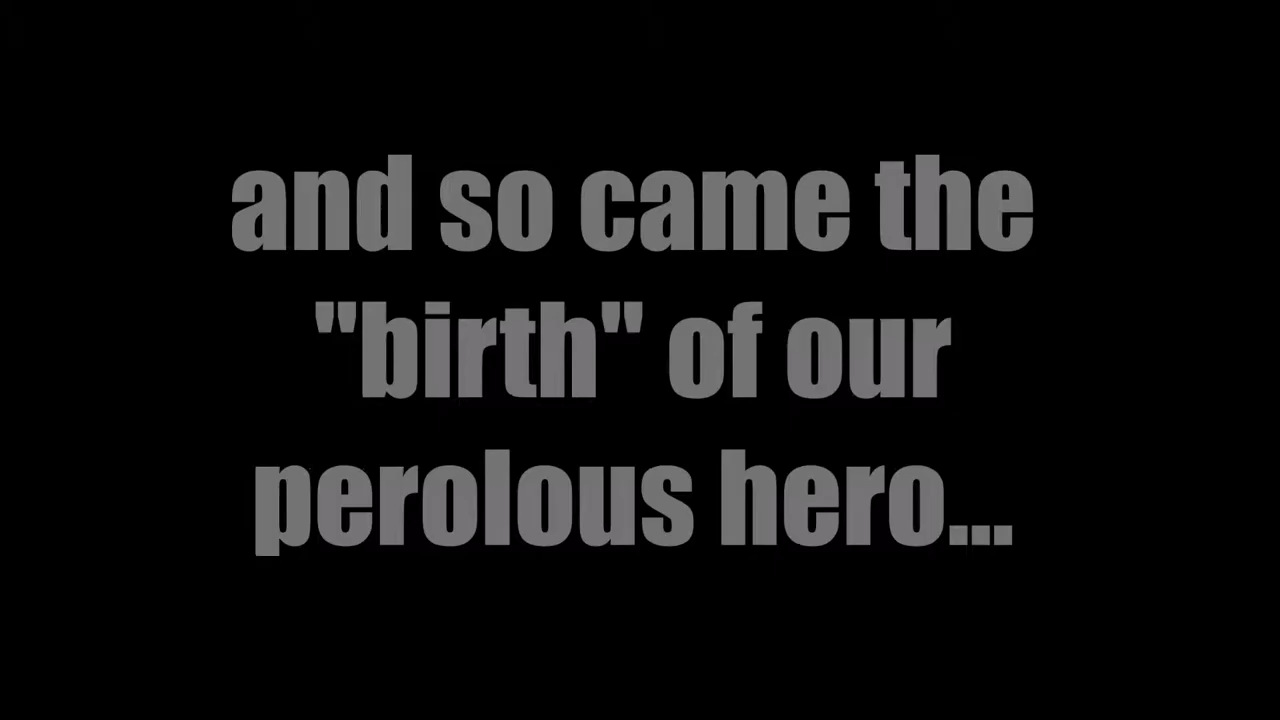 and so came the
"birth" of our
perolous hero...